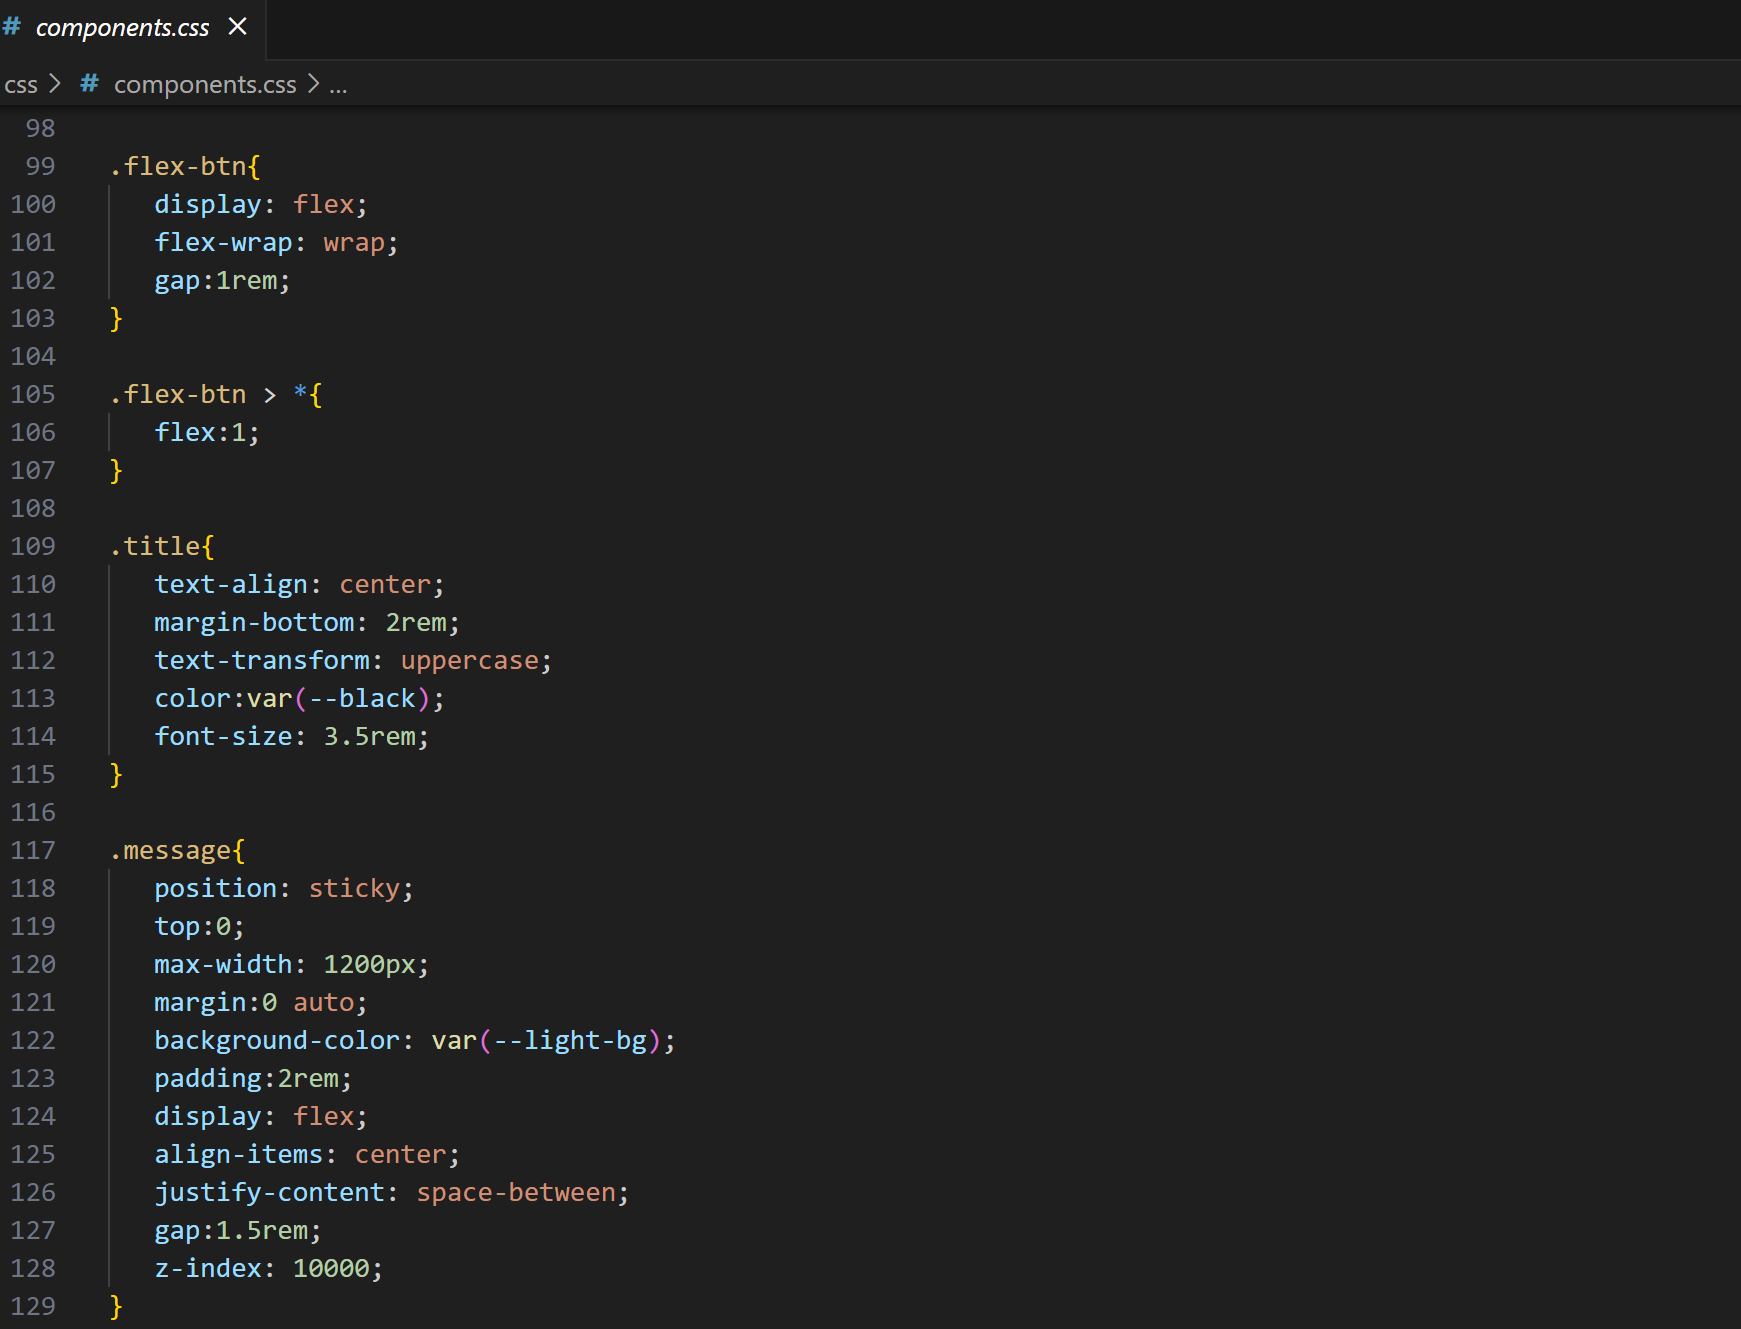 # components.css ×
css > # components.css > ...
98
99 .flex-btn{
100 display: flex;
101 flex-wrap: wrap;
102 gap:1rem;
103 }
104
105 .flex-btn > *{
106 flex:1;
107 }
108
109 .title{
110 text-align: center;
111 margin-bottom: 2rem;
112 text-transform: uppercase;
113 color:var(--black);
114 font-size: 3.5rem;
115 }
116
117 .message{
118 position: sticky;
119 top:0;
120 max-width: 1200px;
121 margin:0 auto;
122 background-color: var(--light-bg);
123 padding:2rem;
124 display: flex;
125 align-items: center;
126 justify-content: space-between;
127 gap:1.5rem;
128 z-index: 10000;
129 }